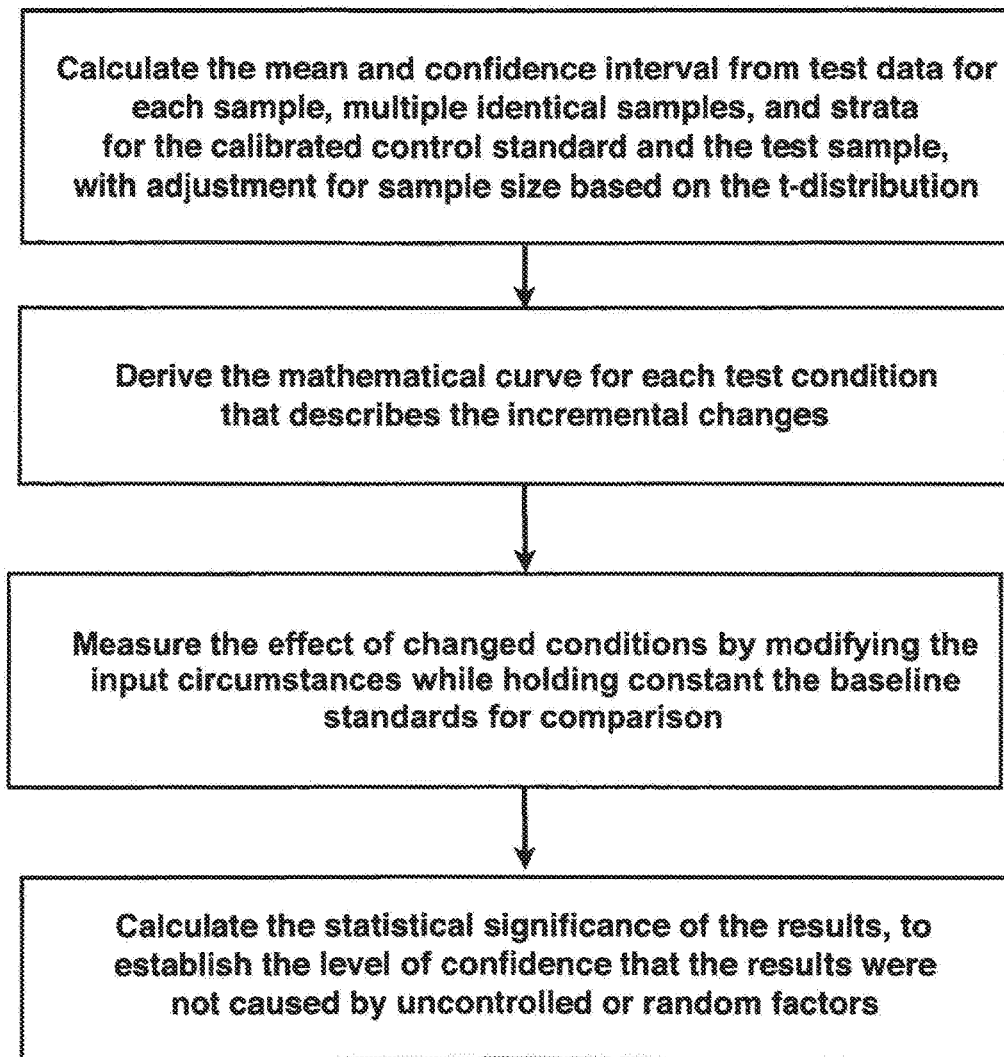 Calculate the mean and confidence interval from test data for
each sample, multiple identical samples, and strata
for the calibrated control standard and the test sample,
with adjustment for sample size based on the t-distribution
Derive the mathematical curve for each test condition
that describes the incremental changes
Measure the effect of changed conditions by modifying the
input circumstances while holding constant the baseline
standards for comparison
Calculate the statistical significance of the results, to
establish the level of confidence that the results were
not caused by uncontrolled or random factors